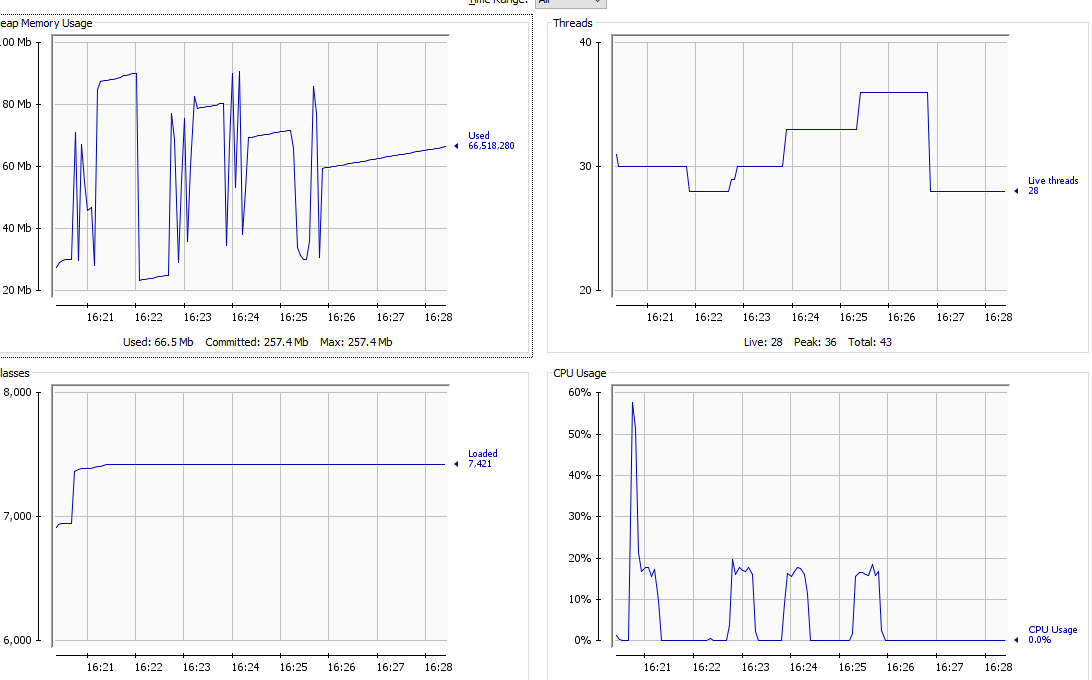 Time Range: All
eap Memory Usage
00 Mb
80 Mb
60 Mb
40 Mb
20 Mb
Used
66,518,280
16:21 16:22 16:23 16:24 16:25 16:26 16:27 16:28
Used: 66.5 Mb Committed: 257.4 Mb Max: 257.4 Mb
Threads
40
30
20
Live threads
28
16:21 16:22 16:23 16:24 16:25 16:26 16:27 16:28
Live: 28 Peak: 36 Total: 43
lasses
8,000
7,000
6,000
Loaded
7,421
16:21 16:22 16:23 16:24 16:25 16:26 16:27 16:28
CPU Usage
60%
50%
40%
30%
20%
10%
0%
CPU Usage
0.0%
16:21 16:22 16:23 16:24 16:25 16:26 16:27 16:28